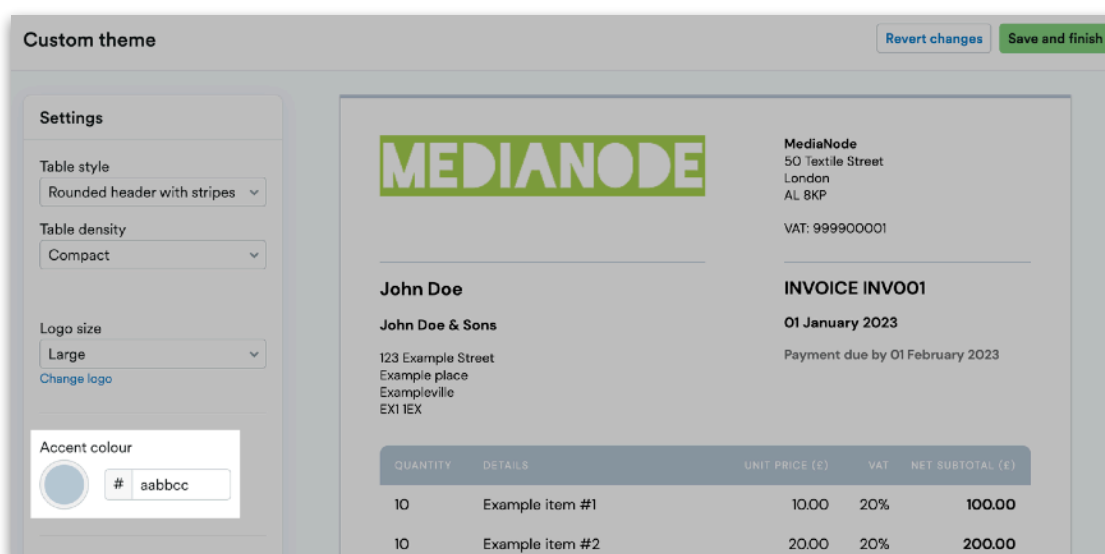 Custom theme
Revert changes
Save and finish
Settings
Table style
Rounded header with stripes
Table density
Compact
Logo size
Large
Change logo
Accent colour
# aabbcc
MEDIANODE
MediaNode
50 Textile Street
London
AL 8KP
VAT: 999900001
John Doe
John Doe & Sons
123 Example Street
Example place
Exampleville
EX1 1EX
INVOICE INV001
01 January 2023
Payment due by 01 February 2023
QUANTITY DETAILS UNIT PRICE (£) VAT NET SUBTOTAL (£)
10 Example item #1 10.00 20% 100.00
10 Example item #2 20.00 20% 200.00